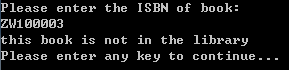 Please enter the ISBN of book:
ZW100003
this book is not in the library
Please enter any key to continue...